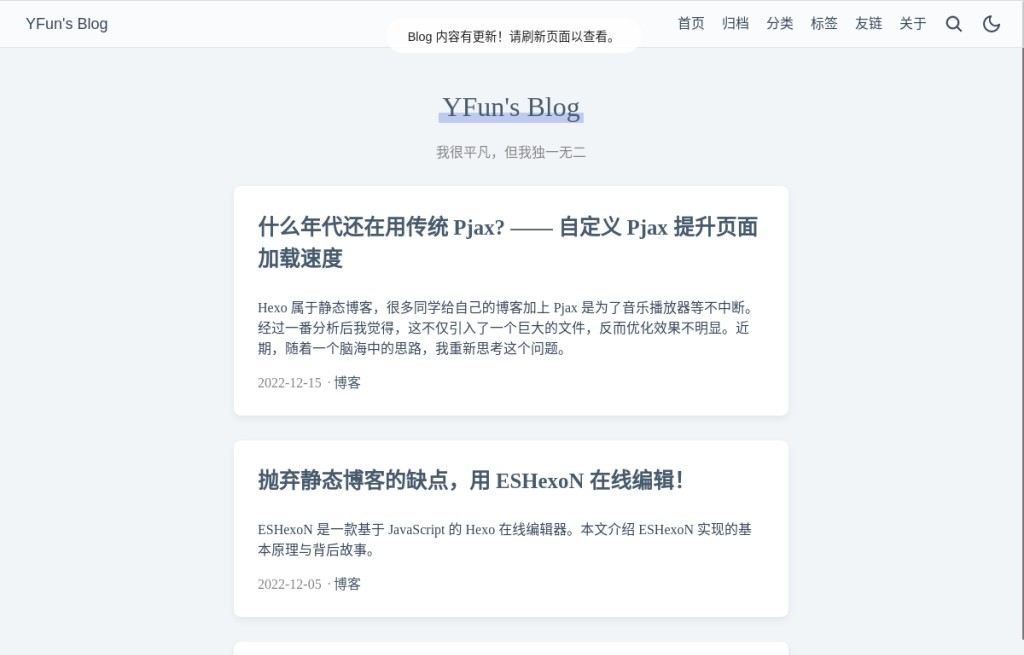 YFun's Blog
首页 归档 分类 标签 友链 关于
Blog 内容有更新！请刷新页面以查看。
YFun's Blog
我很平凡，但我独一无二
什么年代还在用传统 Pjax? —— 自定义 Pjax 提升页面
加载速度
Hexo 属于静态博客，很多同学给自己的博客加上 Pjax 是为了音乐播放器等不中断。
经过一番分析后我觉得，这不仅引入了一个巨大的文件，反而优化效果不明显。近
期，随着一个脑海中的思路，我重新思考这个问题。
2022-12-15 · 博客
抛弃静态博客的缺点，用 ESHexoN 在线编辑！
ESHexoN 是一款基于 JavaScript 的 Hexo 在线编辑器。本文介绍 ESHexoN 实现的基
本原理与背后故事。
2022-12-05 · 博客